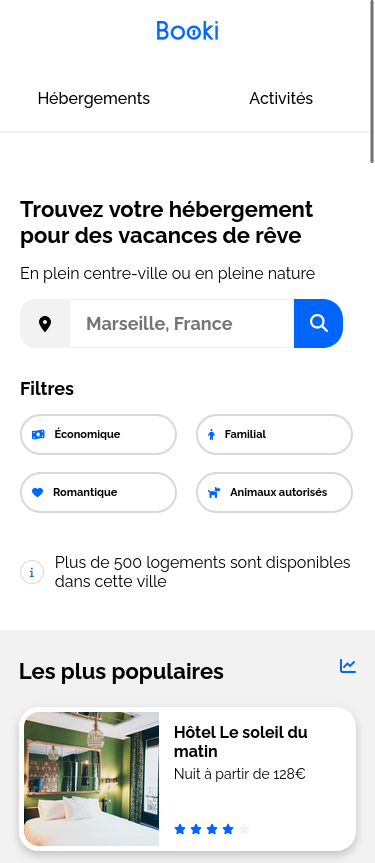 Booki
Hébergements
Activités
Trouvez votre hébergement
pour des vacances de rêve
En plein centre-ville ou en pleine nature
Marseille, France
Filtres
Économique
Familial
Romantique
Animaux autorisés
Plus de 500 logements sont disponibles
dans cette ville
Les plus populaires
Hôtel Le soleil du
matin
Nuit à partir de 128€